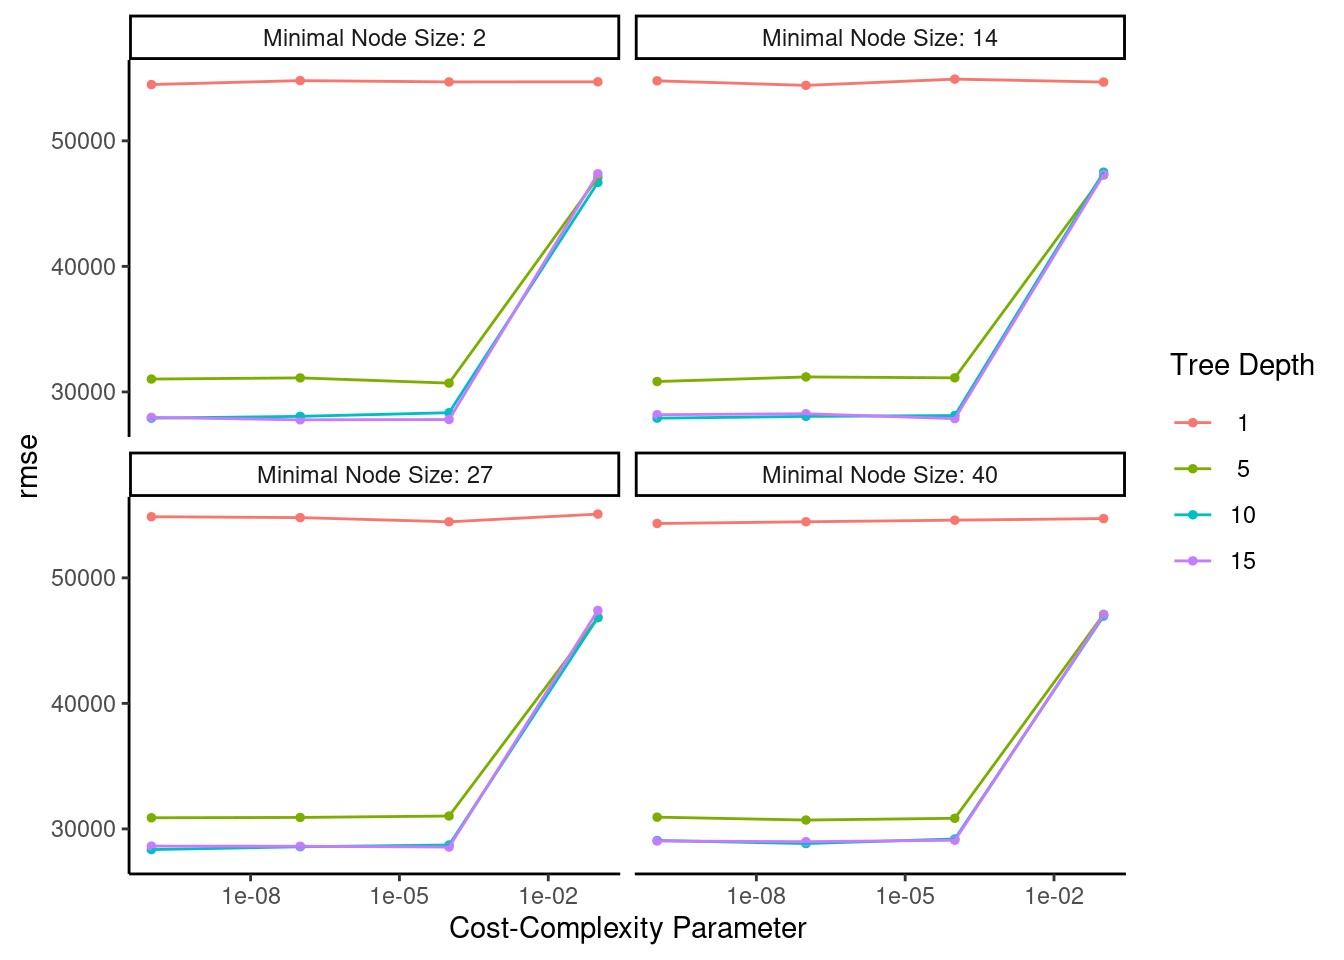 Minimal Node Size: 2
Minimal Node Size: 14
50000
40000
30000
Minimal Node Size: 27
Minimal Node Size: 40
50000
40000
30000
1e-08
1e-05
1e-02
1e-08
1e-05
1e-02
Cost-Complexity Parameter
rmse
Tree Depth
1
5
10
15